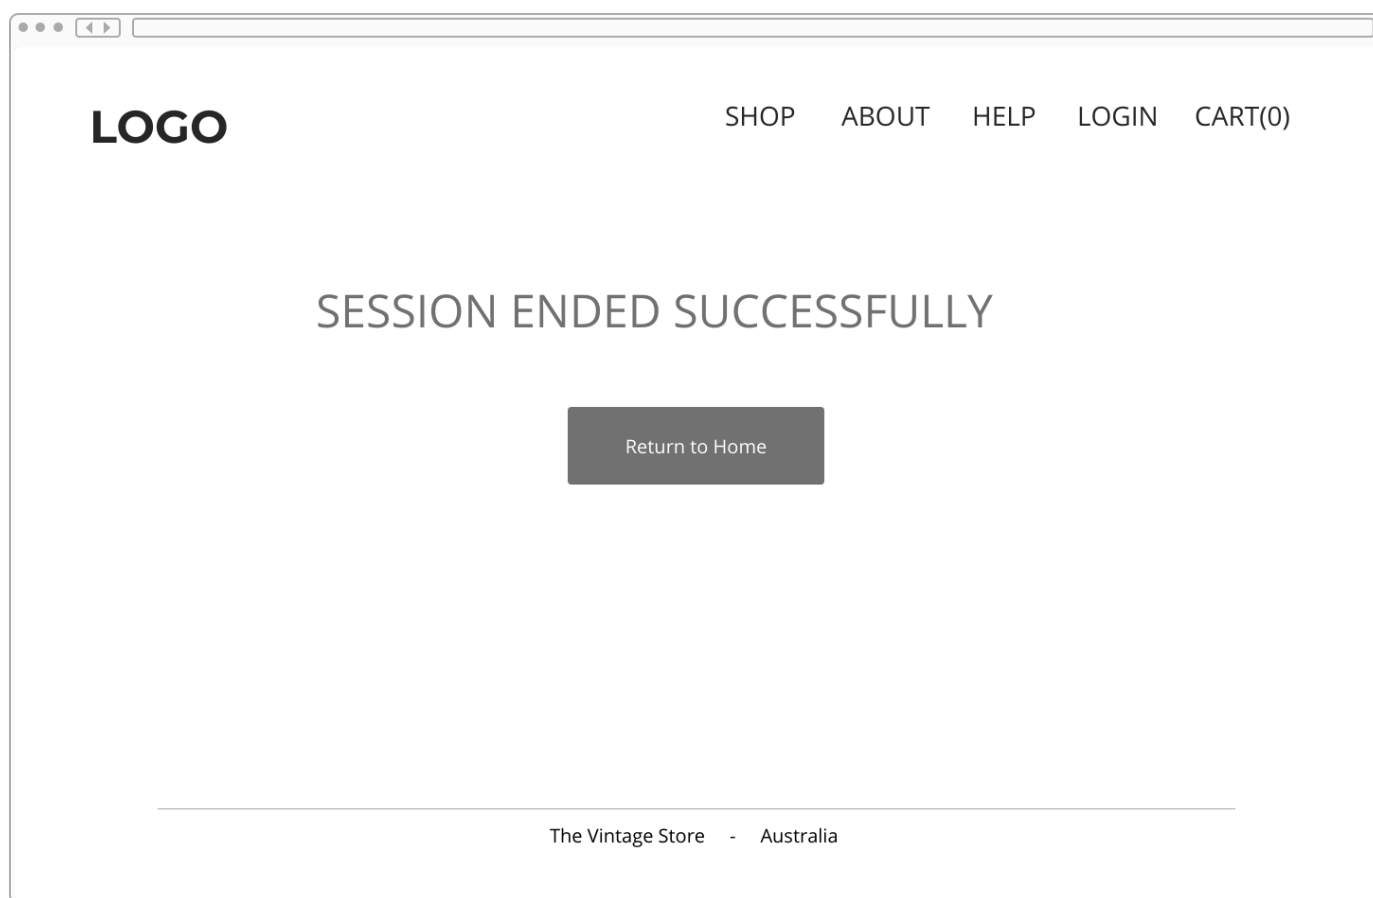 LOGO SHOP ABOUT HELP LOGIN CART(0)
SESSION ENDED SUCCESSFULLY
Return to Home
The Vintage Store - Australia